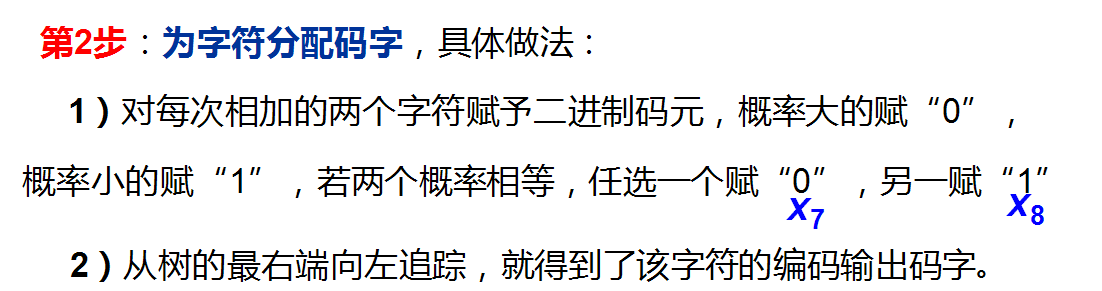 第2步：为字符分配码字，具体做法：
1）对每次相加的两个字符赋予二进制码元，概率大的赋“0”，
概率小的赋“1”，若两个概率相等，任选一个赋“0”，另一赋“1”
x7 x8
2）从树的最右端向左追踪，就得到了该字符的编码输出码字。